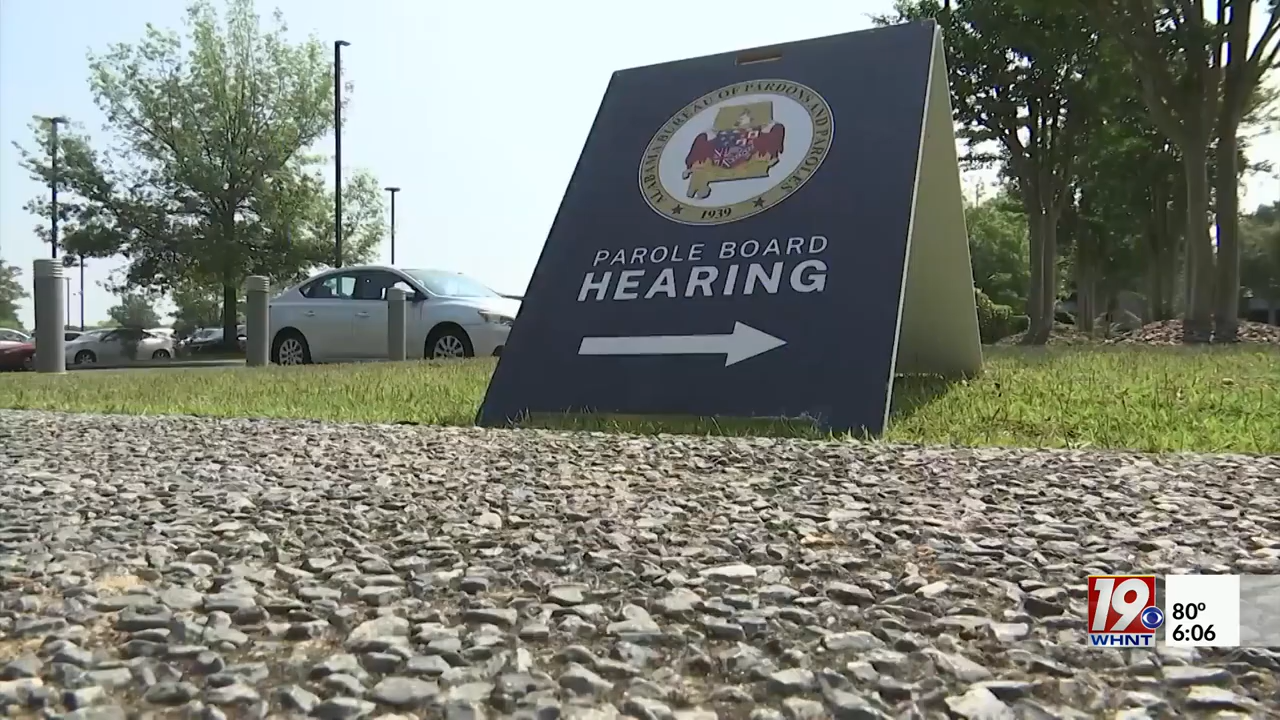 ALABAMA BUREAU OF PARDONS AND PAROLES
1939
PAROLE BOARD
HEARING
19
WHNT
80°
6:06